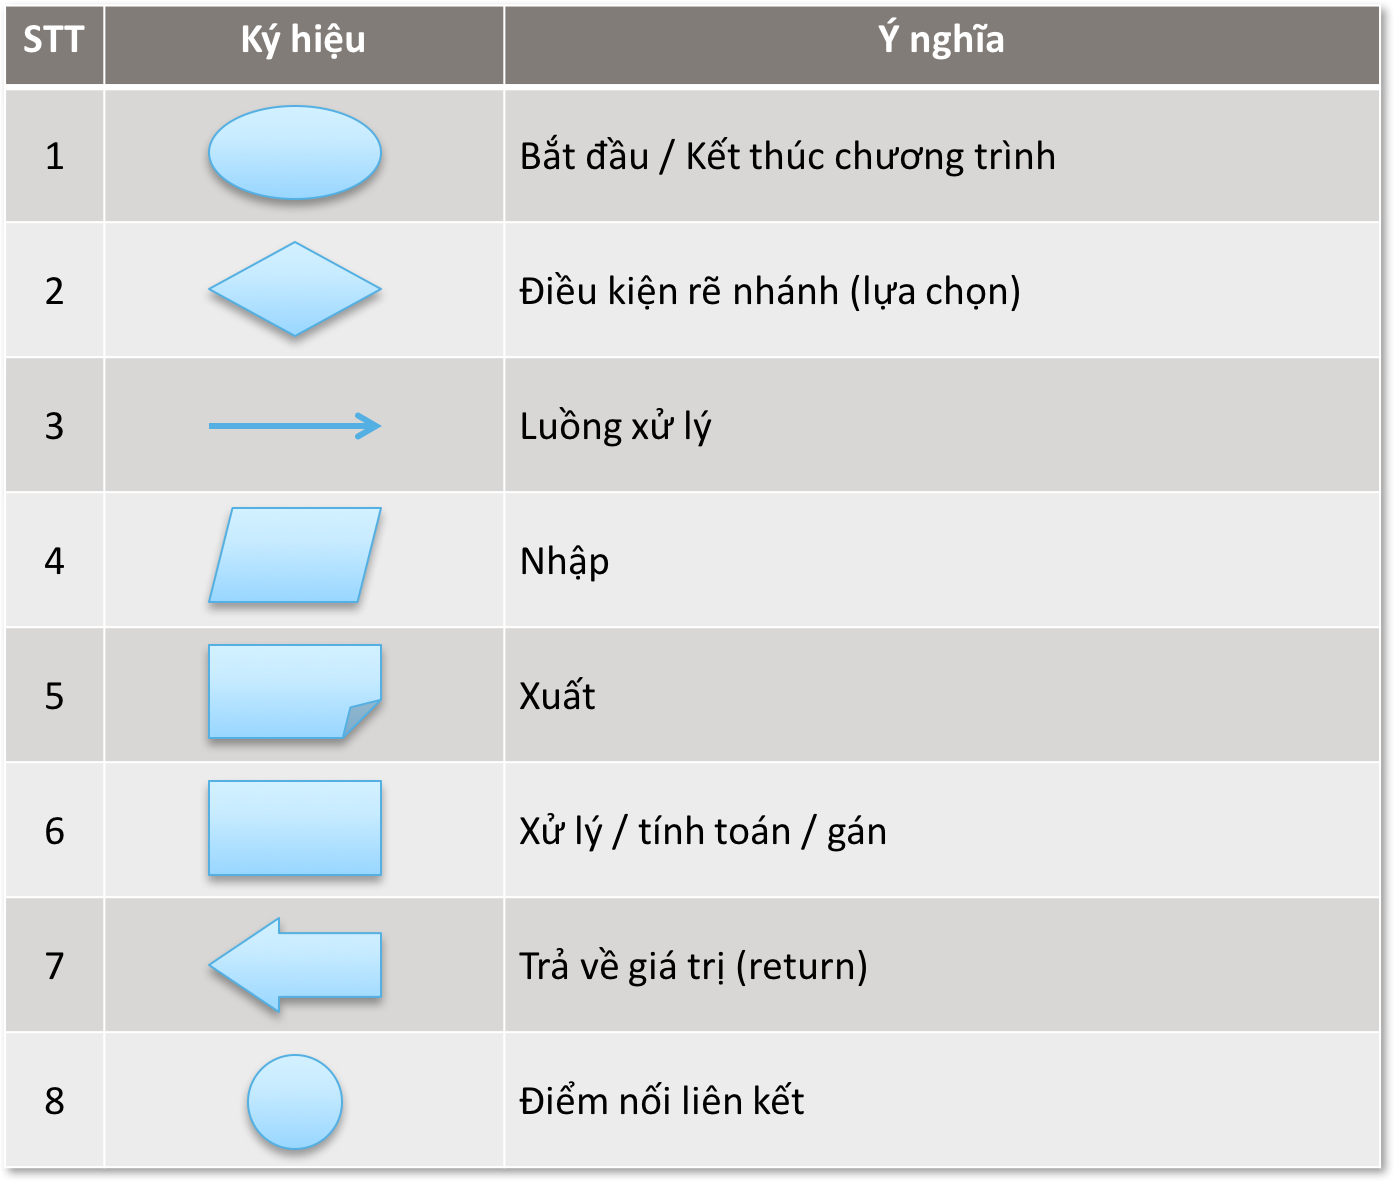 STT Ký hiệu Ý nghĩa
1 Bắt đầu / Kết thúc chương trình
2 Điều kiện rẽ nhánh (lựa chọn)
3 Luồng xử lý
4 Nhập
5 Xuất
6 Xử lý / tính toán / gán
7 Trả về giá trị (return)
8 Điểm nối liên kết